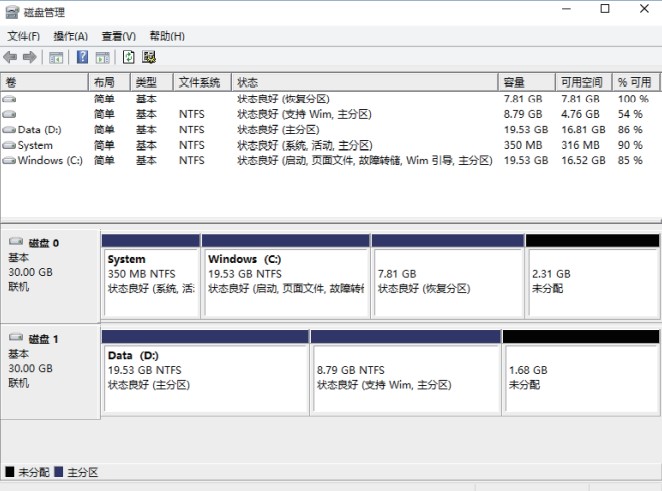 磁盘管理
文件(F) 操作(A) 查看(V) 帮助(H)
卷 布局 类型 文件系统 状态 容量 可用空间 % 可用
简单 基本 状态良好 (恢复分区) 7.81 GB 7.81 GB 100 %
简单 基本 NTFS 状态良好 (支持 Wim, 主分区) 8.79 GB 4.76 GB 54 %
Data (D:) 简单 基本 NTFS 状态良好 (主分区) 19.53 GB 16.81 GB 86 %
System 简单 基本 NTFS 状态良好 (系统, 活动, 主分区) 350 MB 316 MB 90 %
Windows (C:) 简单 基本 NTFS 状态良好 (启动, 页面文件, 故障转储, Wim 引导, 主分区) 19.53 GB 16.52 GB 85 %
磁盘 0
基本
30.00 GB
联机
System
350 MB NTFS
状态良好 (系统, 活
Windows (C:)
19.53 GB NTFS
状态良好 (启动, 页面文件, 故障转
7.81 GB
状态良好 (恢复分区)
2.31 GB
未分配
磁盘 1
基本
30.00 GB
联机
Data (D:)
19.53 GB NTFS
状态良好 (主分区)
8.79 GB NTFS
状态良好 (支持 Wim, 主分区)
1.68 GB
未分配
未分配 主分区